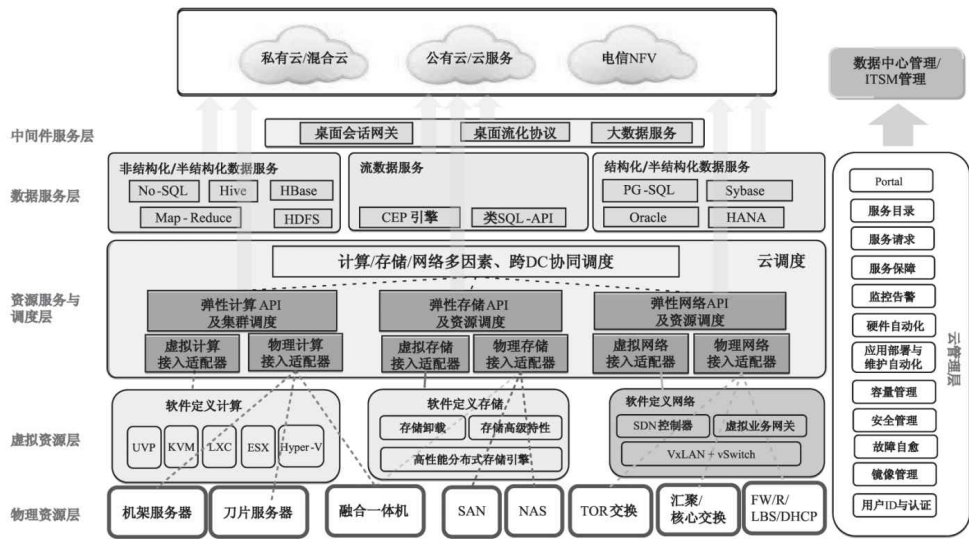 私有云/混合云
公有云/云服务
电信NFV
数据中心管理/
ITSM管理
中间件服务层
桌面会话网关
桌面流化协议
大数据服务
数据服务层
非结构化/半结构化数据服务
No-SQL
Hive
HBase
Map-Reduce
HDFS
流数据服务
CEP 引擎
类SQL-API
结构化/半结构化数据服务
PG-SQL
Sybase
Oracle
HANA
资源服务与
调度层
计算/存储/网络多因素、跨DC协同调度
云调度
弹性计算 API
及集群调度
弹性存储API
及资源调度
弹性网络API
及资源调度
虚拟计算
接入适配器
物理计算
接入适配器
虚拟存储
接入适配器
物理存储
接入适配器
虚拟网络
接入适配器
物理网络
接入适配器
虚拟资源层
软件定义计算
UVP
KVM
LXC
ESX
Hyper-V
软件定义存储
存储卸载
存储高级特性
高性能分布式存储引擎
软件定义网络
SDN控制器
虚拟业务网关
VxLAN + vSwitch
物理资源层
机架服务器
刀片服务器
融合一体机
SAN
NAS
TOR交换
汇聚/
核心交换
FW/R/
LBS/DHCP
Portal
服务目录
服务请求
服务保障
监控告警
硬件自动化
应用部署与
维护自动化
容量管理
安全管理
故障自愈
镜像管理
用户ID与认证
云管理层